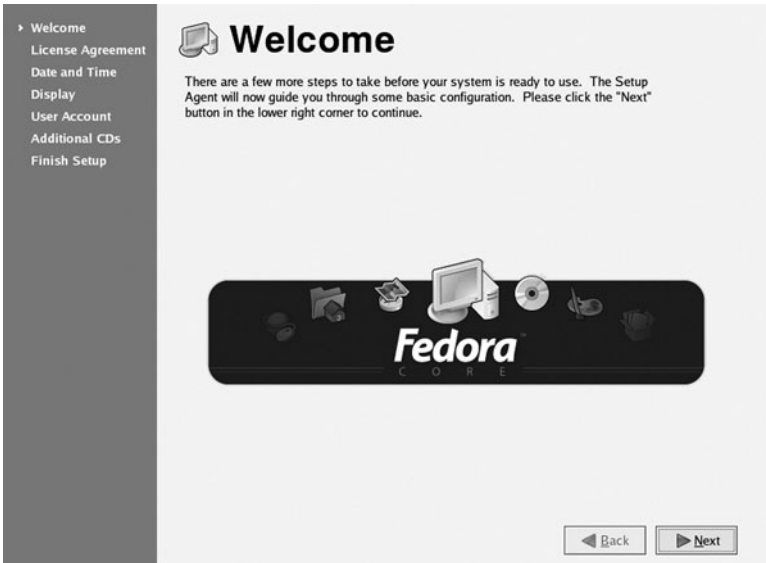 Welcome
License Agreement
Date and Time
Display
User Account
Additional CDs
Finish Setup
Welcome
There are a few more steps to take before your system is ready to use. The Setup
Agent will now guide you through some basic configuration. Please click the "Next"
button in the lower right corner to continue.
Fedora™
CORE
Back
Next